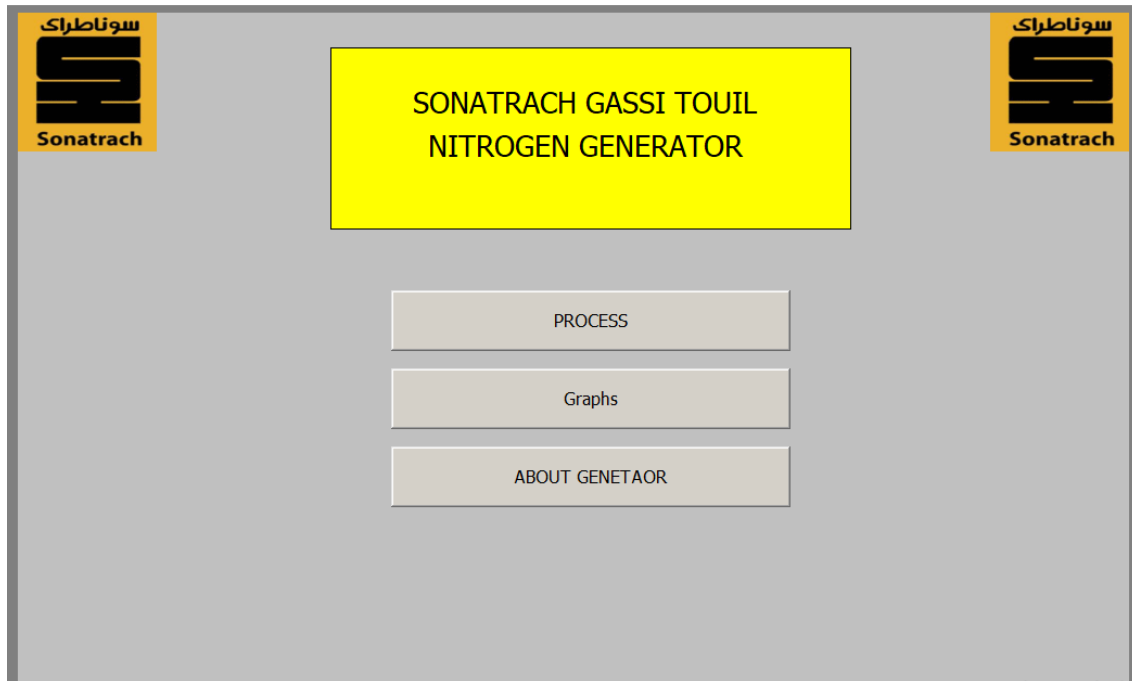 سوناطراك
Sonatrach
SONATRACH GASSI TOUIL
NITROGEN GENERATOR
سوناطراك
Sonatrach
PROCESS
Graphs
ABOUT GENETAOR